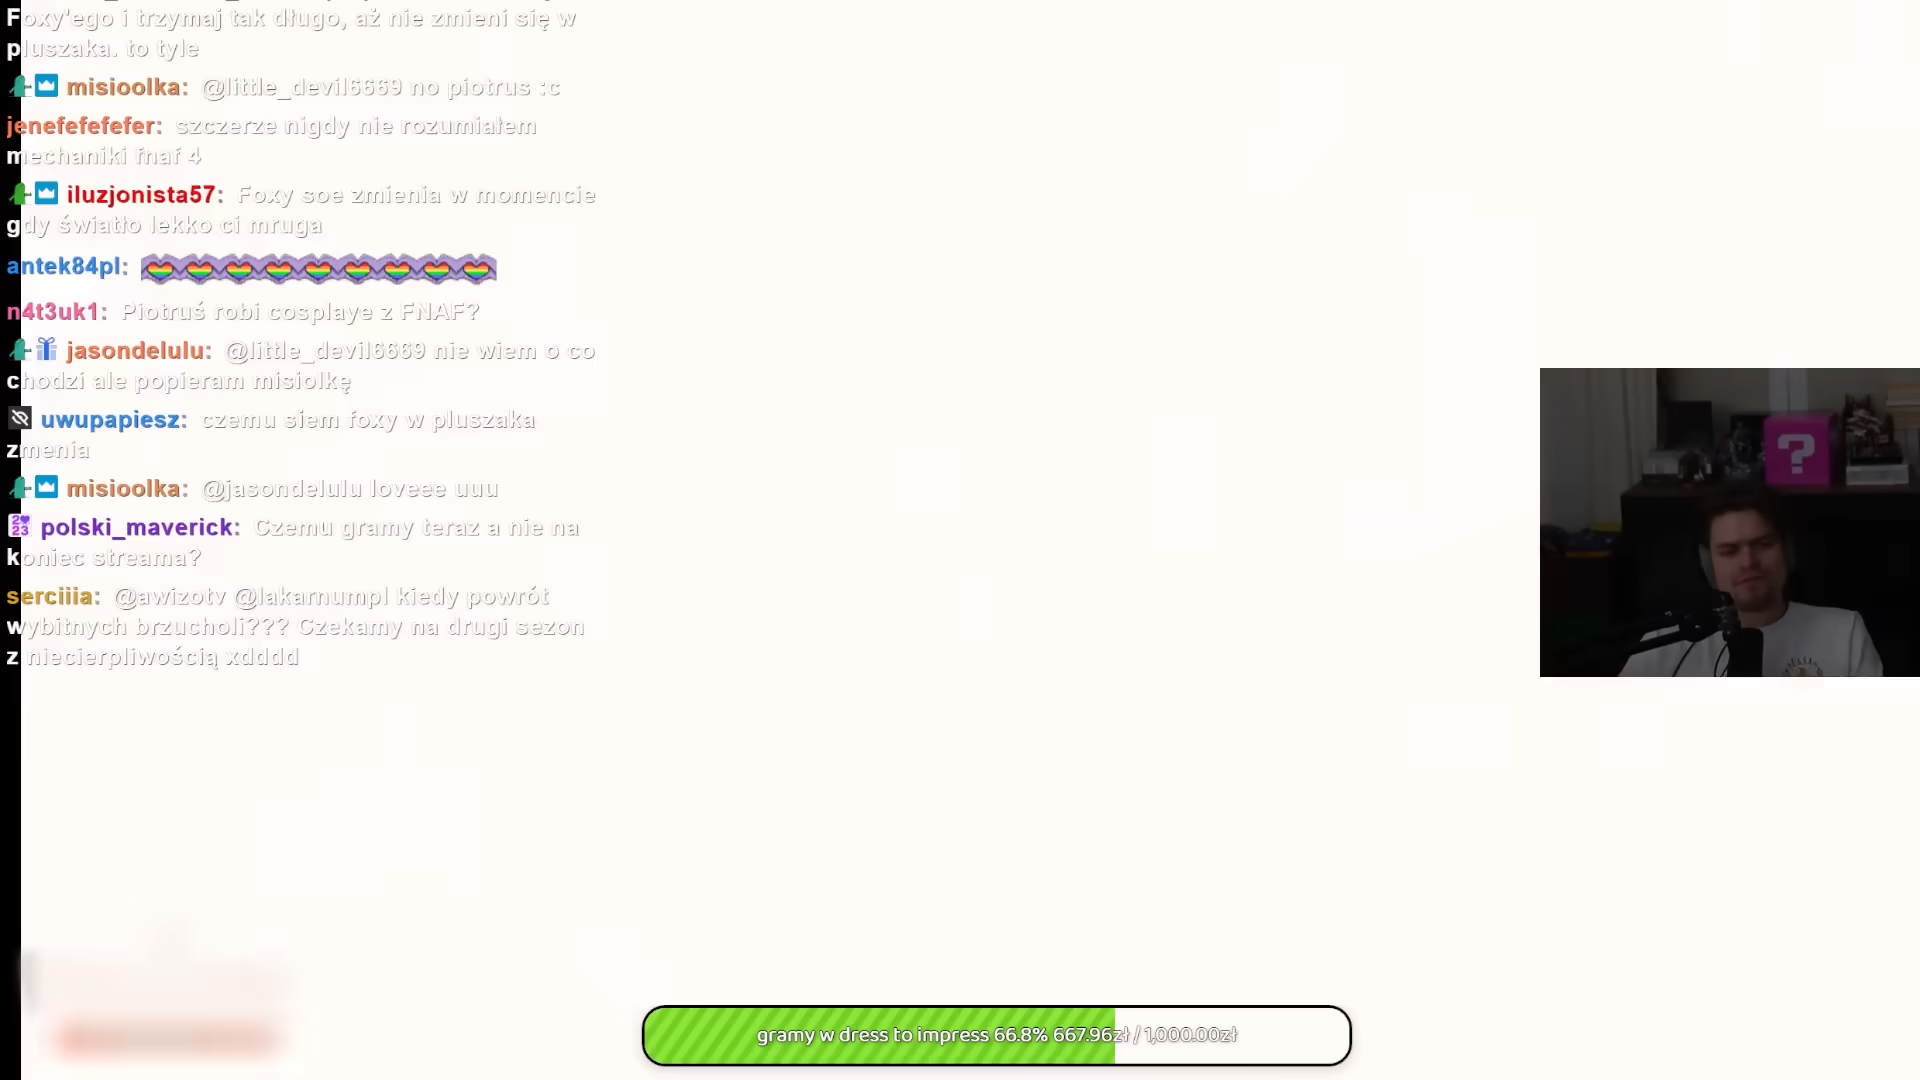 Foxy'ego i trzymaj tak długo, aż nie zmieni się w
pluszaka. to tyle
misioolka: @little_devil6669 no piotrus :c
jenefefefefer: szczerze nigdy nie rozumiałem
mechaniki fnaf 4
iluzjonista57: Foxy soe zmienia w momencie
gdy światło lekko ci mruga
antek84pl:
n4t3uk1: Piotruś robi cosplaye z FNAF?
jasondelulu: @little_devil6669 nie wiem o co
chodzi ale popieram misiolkę
uwupapiesz: czemu siem foxy w pluszaka
zmenia
misioolka: @jasondelulu loveee uuu
2 23 polski_maverick: Czemu gramy teraz a nie na
koniec streama?
serciiia: @awizotv @lakarnumpl kiedy powrót
wybitnych brzucholi??? Czekamy na drugi sezon
z niecierpliwością xdddd
?
gramy w dress to impress 66.8% 667.96zł / 1,000.00zł